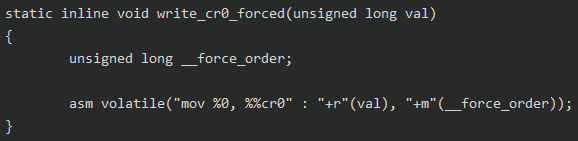 static inline void write_cr0_forced(unsigned long val)
{
        unsigned long __force_order;

        asm volatile("mov %0, %%cr0" : "+r"(val), "+m"(__force_order));
}